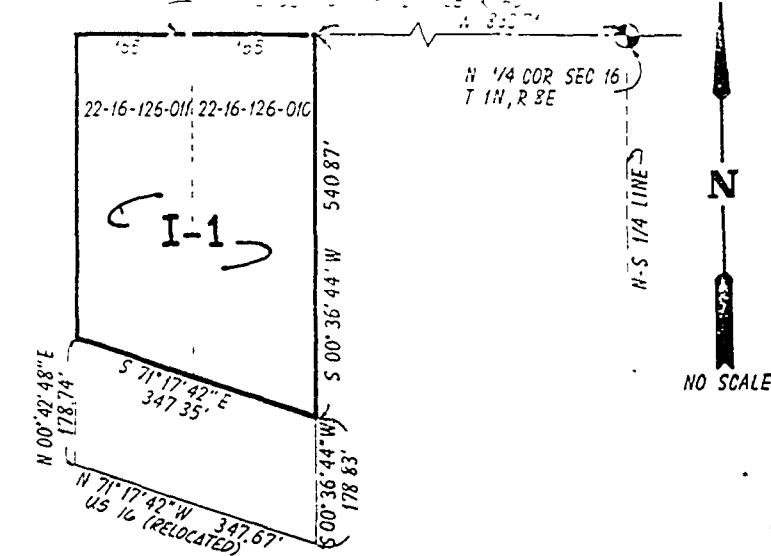 165' 165'
N 1/4 COR SEC 16
T 1N, R 8E
22-16-126-011 22-16-126-010
540.87'
S 00° 36' 44" W
I-1
N-S 1/4 LINE
N
NO SCALE
S 71° 17' 42" E
347.35'
N 00° 42' 48" E
178.74'
S 00° 36' 44" W
178.83'
N 71° 17' 42" W 347.67'
US 16 (RELOCATED)